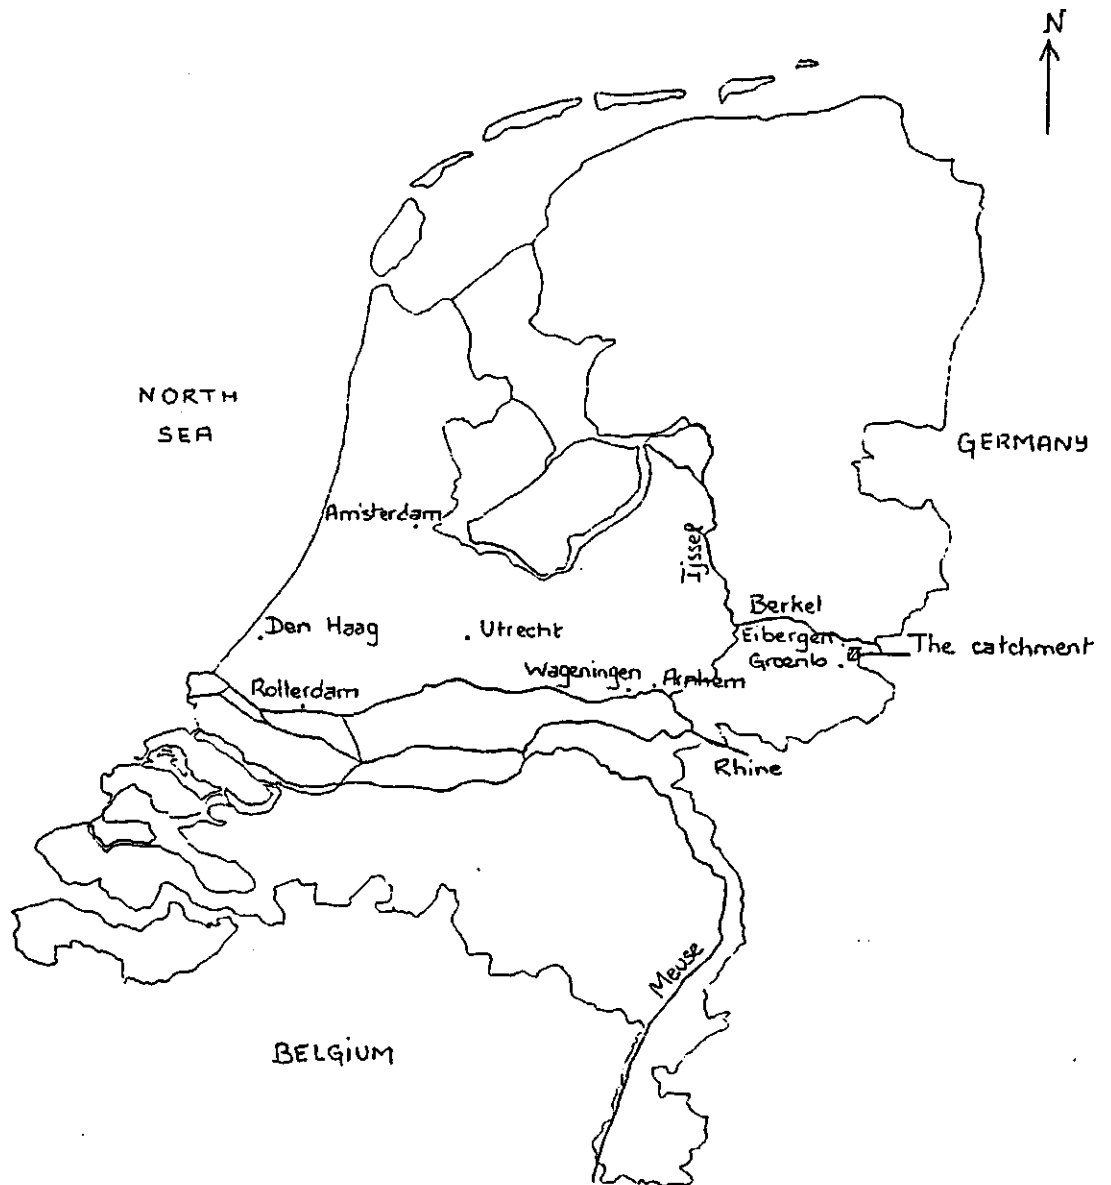 N
NORTH
SEA
GERMANY
Amsterdam
Ijssel
Berkel
Den Haag
Utrecht
Eibergen
The catchment
Groenlo
Wageningen
Arnhem
Rotterdam
Rhine
Meuse
BELGIUM